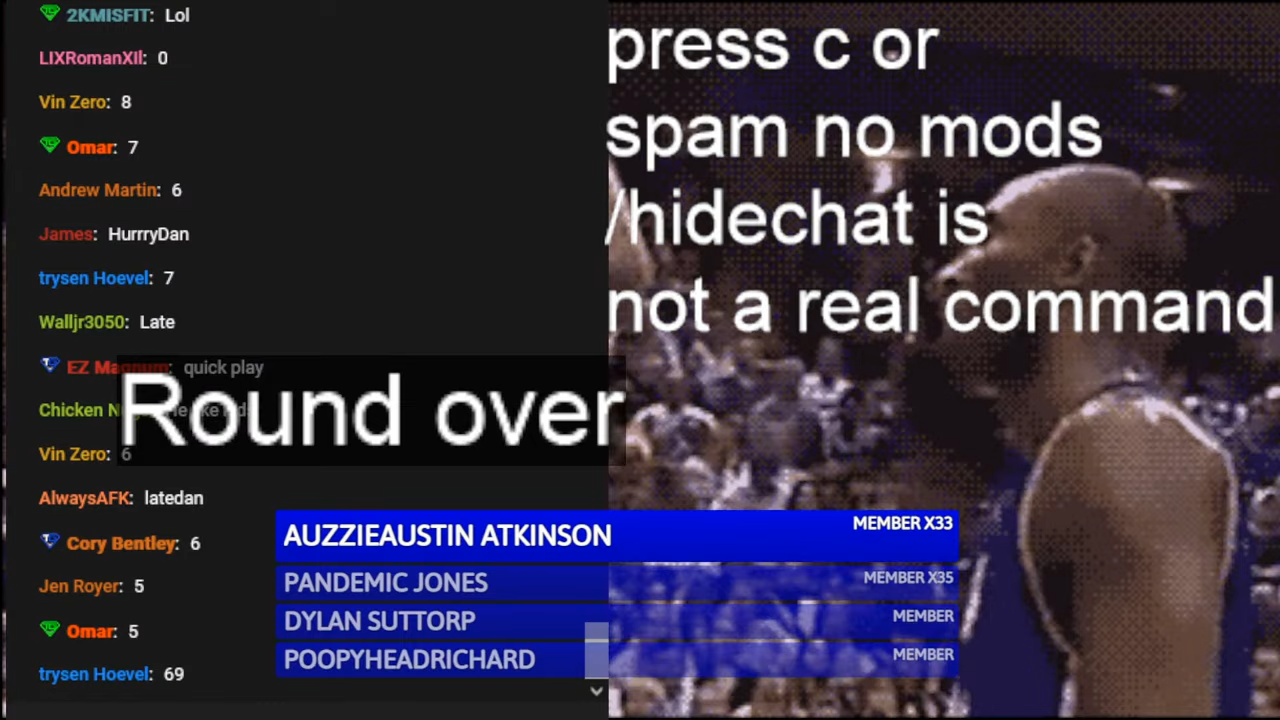 2KMISFIT: Lol
LIXRomanXII: 0
Vin Zero: 8
Omar: 7
Andrew Martin: 6
James: HurrryDan
trysen Hoevel: 7
Walljr3050: Late
EZ Magnum: quick play
Chicken
Vin Zero: 6
AlwaysAFK: latedan
Cory Bentley: 6
Jen Royer: 5
Omar: 5
trysen Hoevel: 69
press c or
spam no mods
/hidechat is
not a real command
Round over
AUZZIEAUSTIN ATKINSON MEMBER X33
PANDEMIC JONES MEMBER X35
DYLAN SUTTORP MEMBER
POOPYHEADRICHARD MEMBER